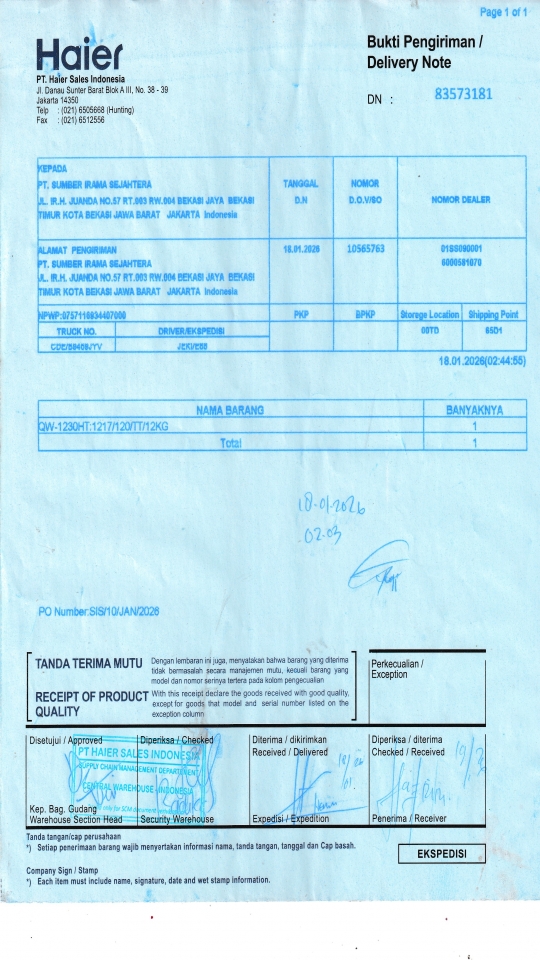 Page 1 of 1
Haier
Bukti Pengiriman /
Delivery Note
PT. Haier Sales Indonesia
Jl. Danau Sunter Barat Blok A III, No. 38 - 39
Jakarta 14350
Telp : (021) 6505668 (Hunting)
Fax : (021) 6512556
DN : 83573181
KEPADA
PT. SUMBER IRAMA SEJAHTERA
JL. IR.H. JUANDA NO.57 RT.003 RW.004 BEKASI JAYA BEKASI
TIMUR KOTA BEKASI JAWA BARAT JAKARTA Indonesia
TANGGAL
D.N
NOMOR
D.O.V/SO
NOMOR DEALER
ALAMAT PENGIRIMAN
PT. SUMBER IRAMA SEJAHTERA
JL. IR.H. JUANDA NO.57 RT.003 RW.004 BEKASI JAYA BEKASI
TIMUR KOTA BEKASI JAWA BARAT JAKARTA Indonesia
18.01.2026
10565763
01SS090001
6000581070
PKP
BPKP
Storege Location
Shipping Point
TRUCK NO.
DRIVER/EKSPEDISI
00TD
65D1
18.01.2026(02:44:55)
NAMA BARANG BANYAKNYA
QW-1230HT:1217/120/TT/12KG 1
Total 1
18-01-2026
02.03
PO Number:SIS/10/JAN/2026
TANDA TERIMA MUTU
Dengan lembaran ini juga, menyatakan bahwa barang yang diterima
tidak bermasalah secara manajemen mutu, kecuali barang yang
model dan nomor serinya tertera pada kolom pengecualian
RECEIPT OF PRODUCT
QUALITY
With this receipt declare the goods received with good quality,
except for goods that model and serial number listed on the
exception column
Perkecualian /
Exception
Disetujui / Approved
Diperiksa / Checked
Diterima / dikirimkan
Received / Delivered
Diperiksa / diterima
Checked / Received
PT HAIER SALES INDONESIA
SUPPLY CHAIN MANAGEMENT DEPARTEMENT
CENTRAL WAREHOUSE - INDONESIA
Kep. Bag. Gudang
Warehouse Section Head
Security Warehouse
Expedisi / Expedition
Penerima / Receiver
Tanda tangan/cap perusahaan
*) Setiap penerimaan barang wajib menyertakan informasi nama, tanda tangan, tanggal dan Cap basah.
EKSPEDISI
Company Sign / Stamp
*) Each item must include name, signature, date and wet stamp information.